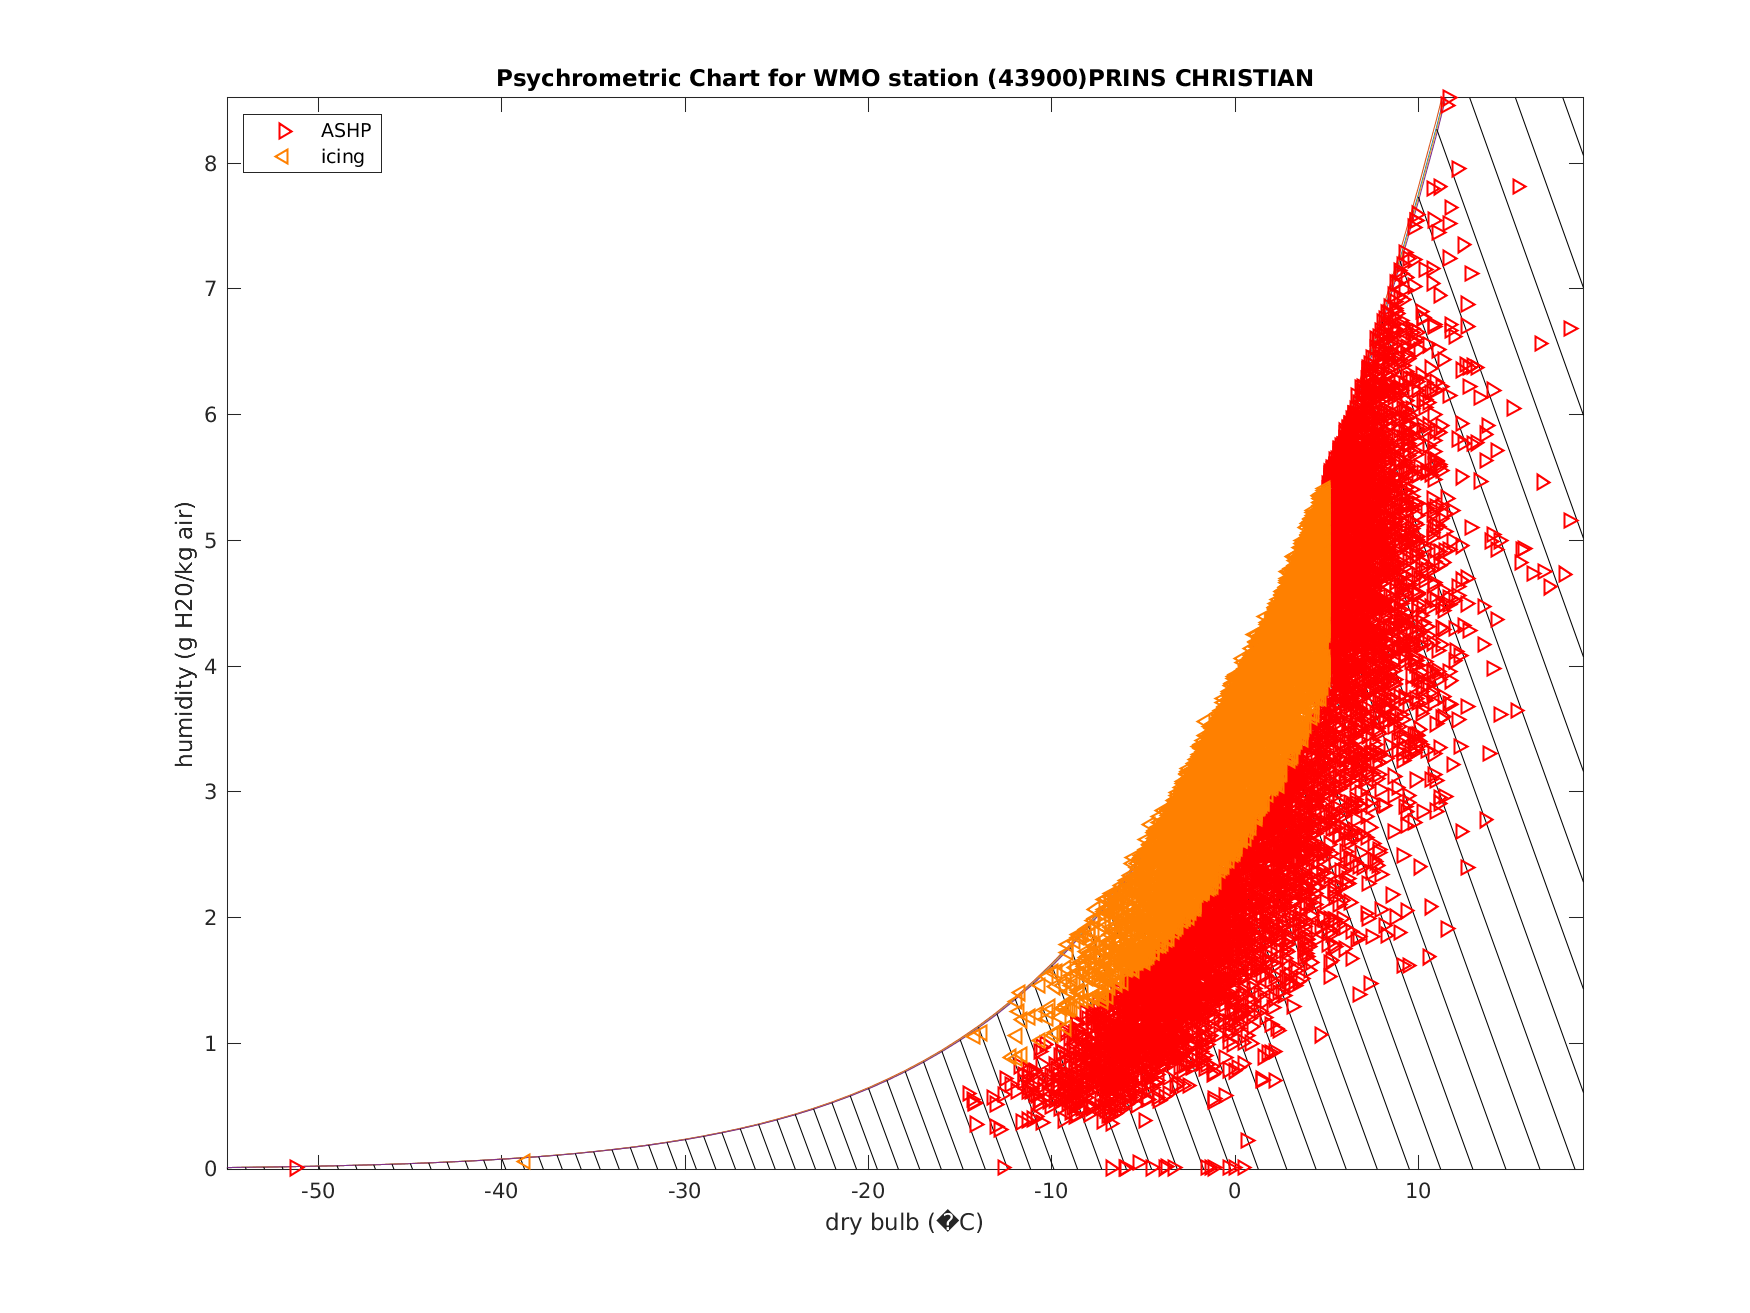 Psychrometric Chart for WMO station (43900)PRINS CHRISTIAN
ASHP
icing
humidity (g H20/kg air)
8
7
6
5
4
3
2
1
0
-50 -40 -30 -20 -10 0 10
dry bulb (�C)